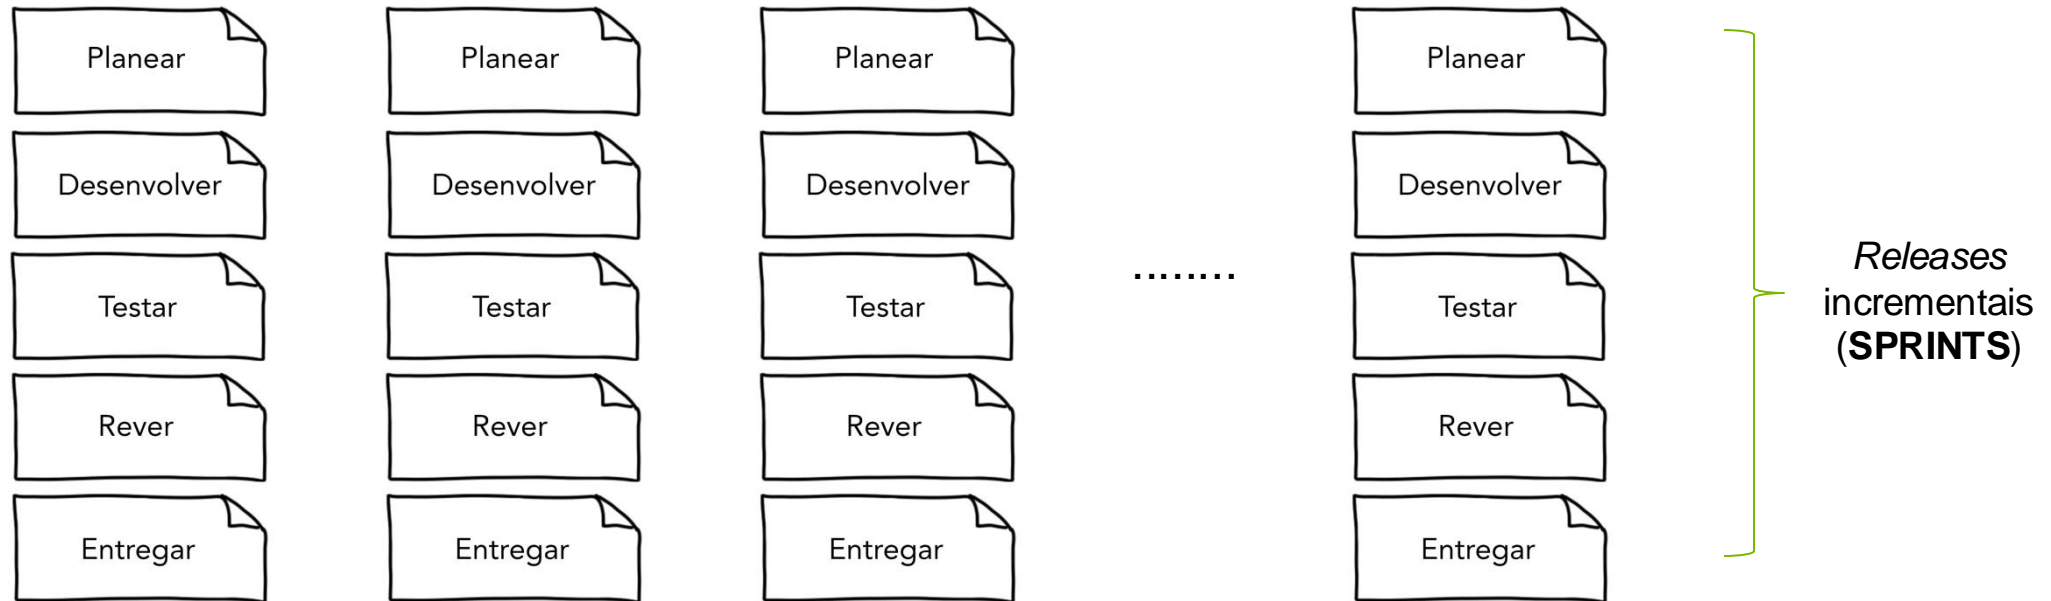 Planear Planear Planear Planear
Desenvolver Desenvolver Desenvolver Desenvolver
Testar Testar ........ Testar Testar
Rever Rever Rever Rever
Entregar Entregar Entregar Entregar
Releases
incrementais
(SPRINTS)